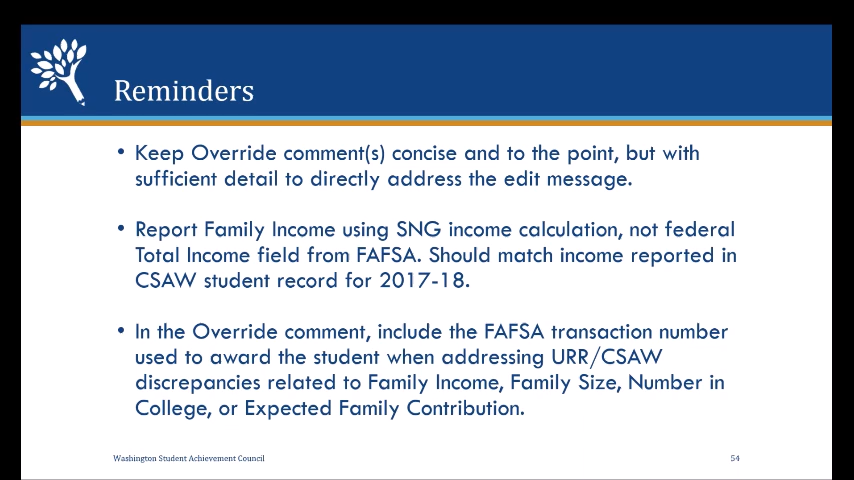 Reminders
• Keep Override comment(s) concise and to the point, but with
sufficient detail to directly address the edit message.
• Report Family Income using SNG income calculation, not federal
Total Income field from FAFSA. Should match income reported in
CSAW student record for 2017-18.
• In the Override comment, include the FAFSA transaction number
used to award the student when addressing URR/CSAW
discrepancies related to Family Income, Family Size, Number in
College, or Expected Family Contribution.
Washington Student Achievement Council
54